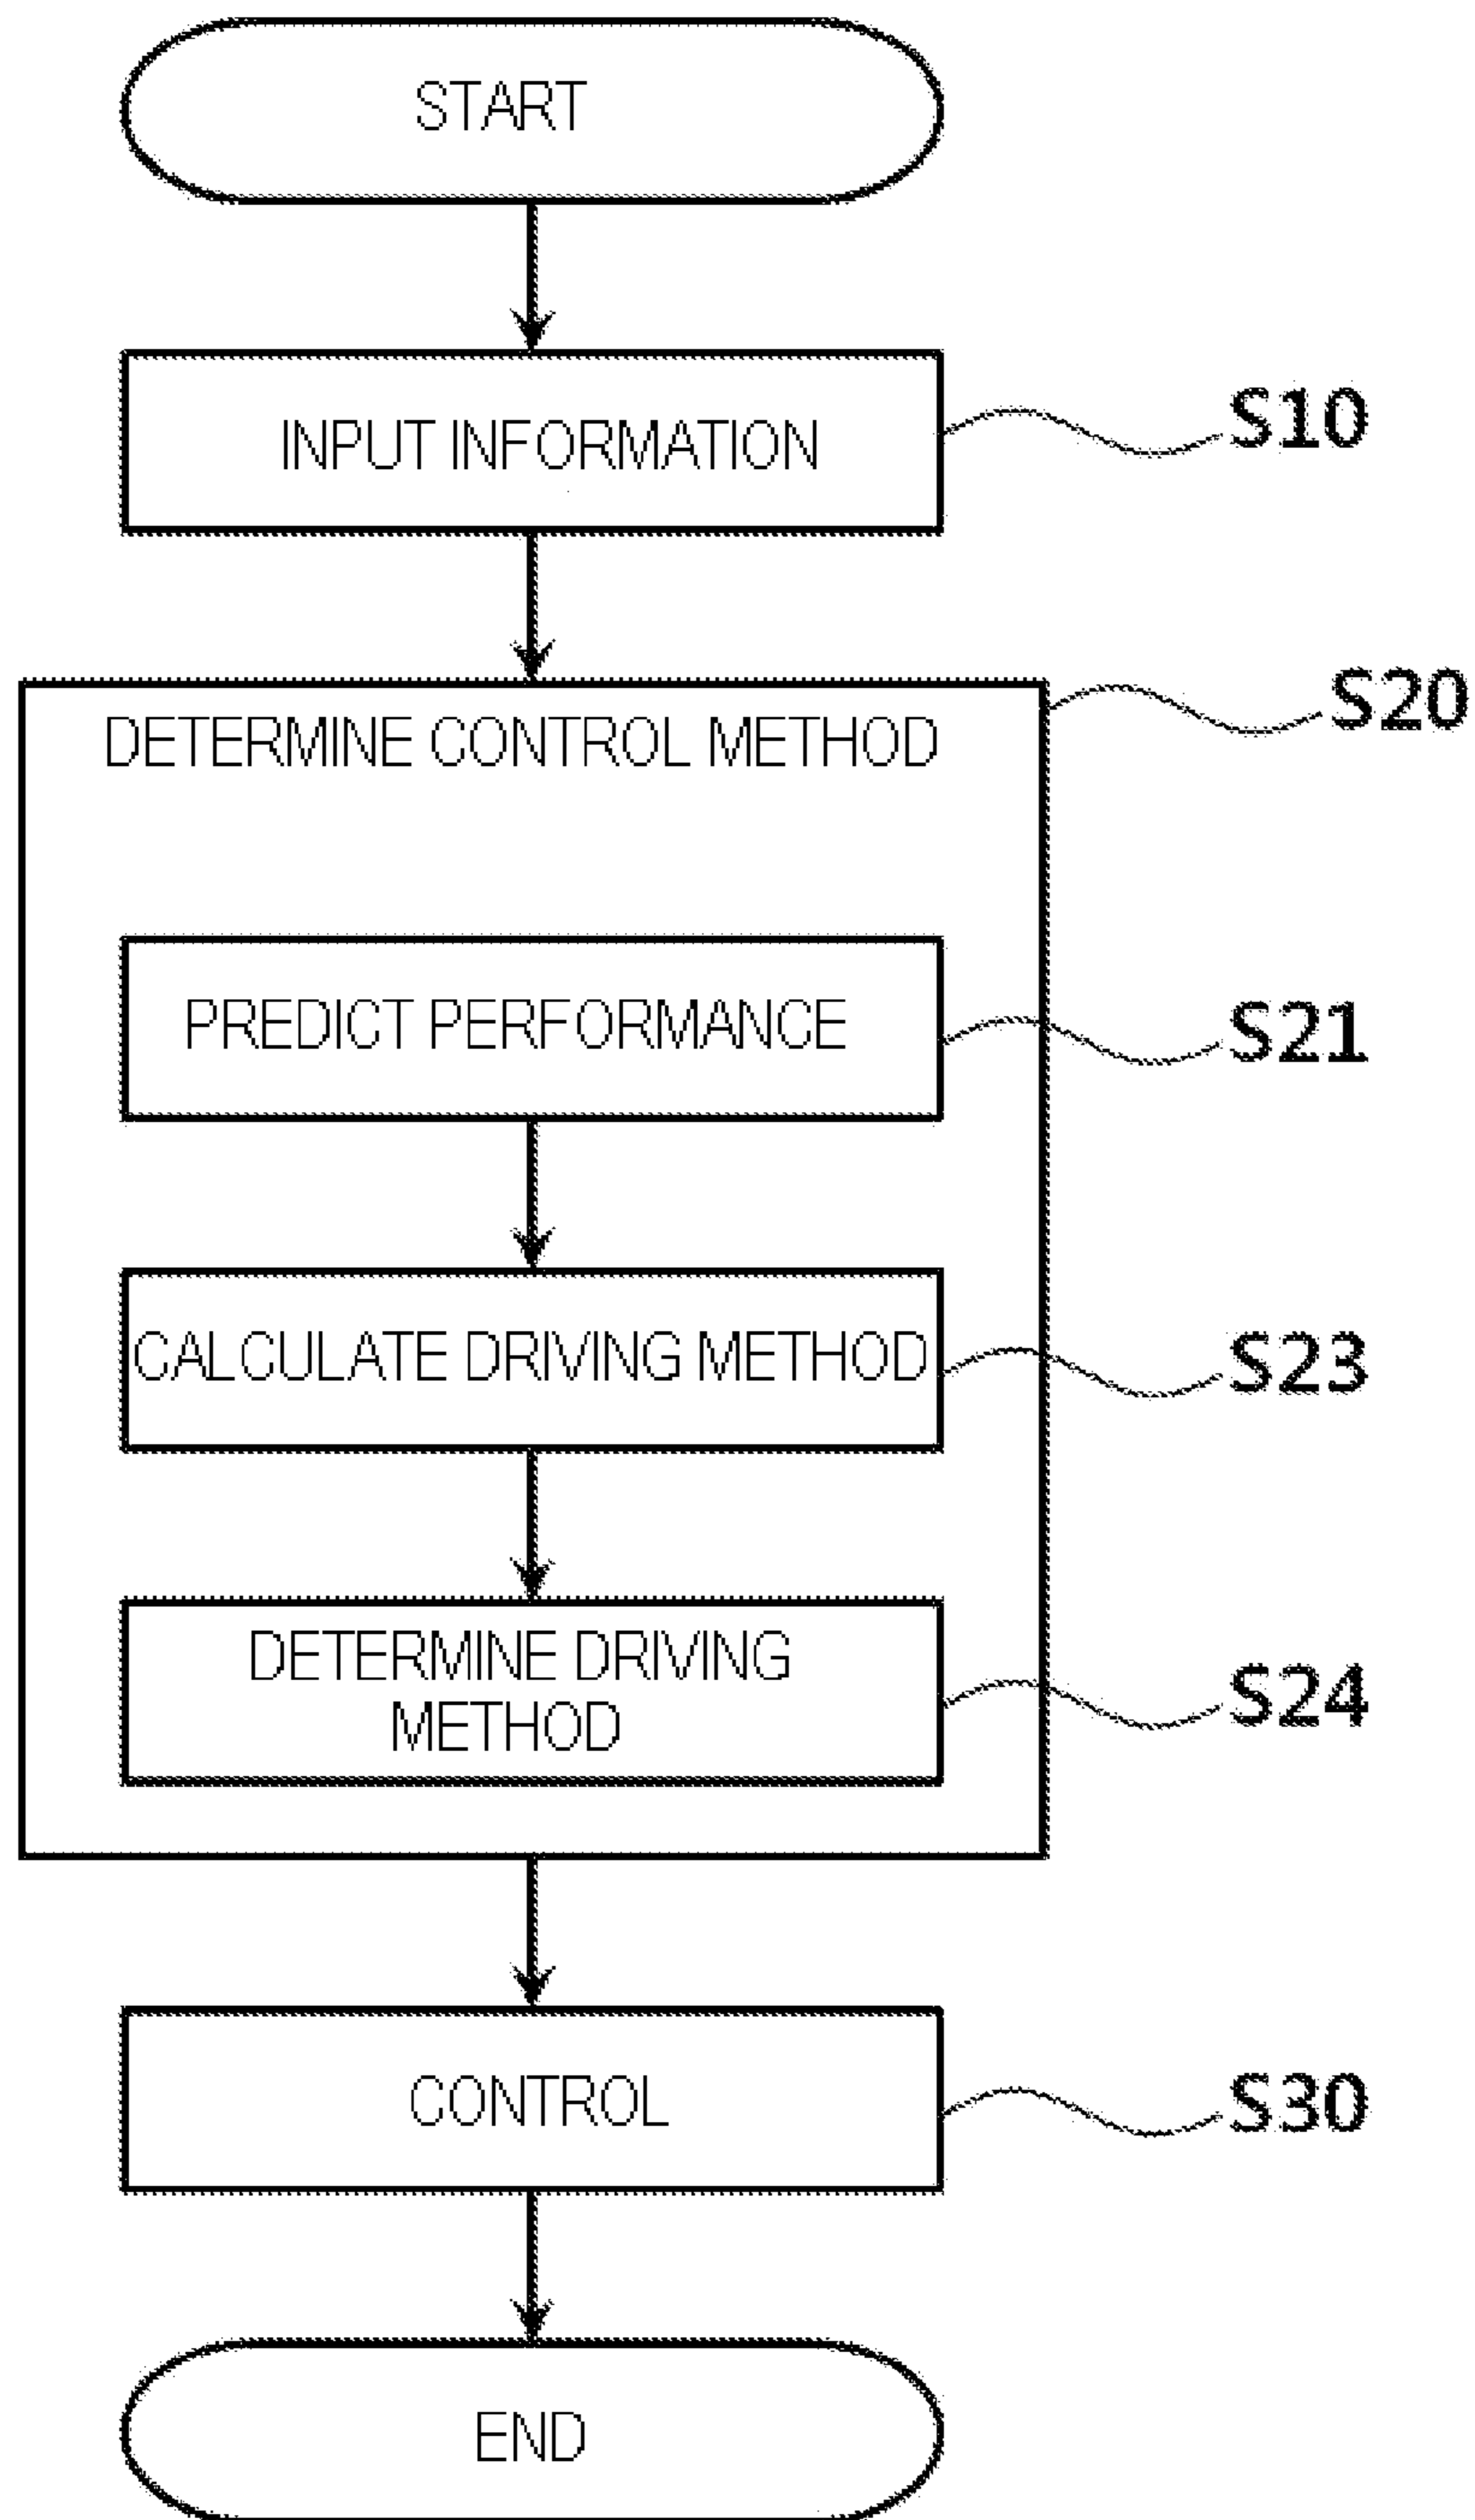 START
INPUT INFORMATION
S10
S20
DETERMINE CONTROL METHOD
PREDICT PERFORMANCE
S21
CALCULATE DRIVING METHOD
S23
DETERMINE DRIVING
METHOD
S24
CONTROL
S30
END